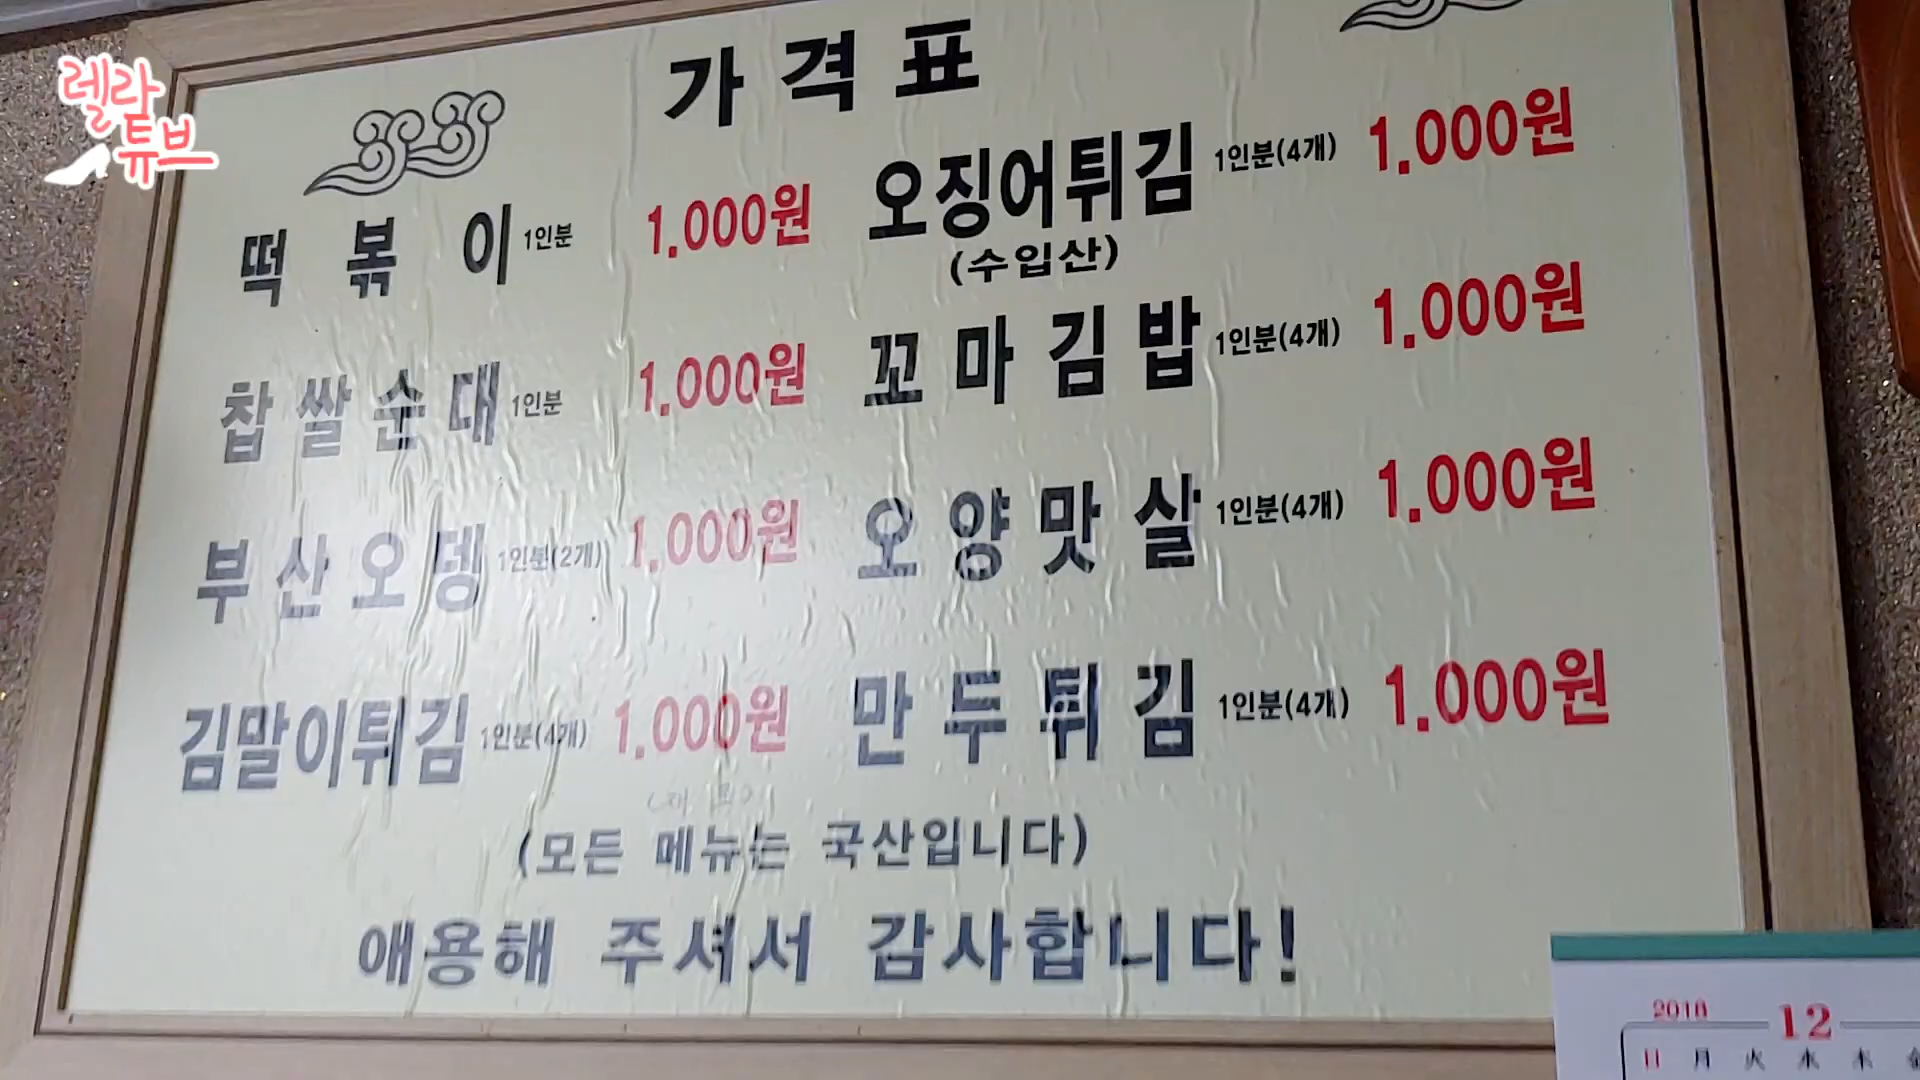 렐라
튜브
가격표
떡볶이 1인분 1.000원
찹쌀순대 1인분 1.000원
부산오뎅 1인분(2개) 1.000원
김말이튀김 1인분(4개) 1.000원
오징어튀김 1인분(4개) 1.000원
(수입산)
꼬마김밥 1인분(4개) 1.000원
오양맛살 1인분(4개) 1.000원
만두튀김 1인분(4개) 1.000원
(모든 메뉴는 국산입니다)
애용해 주셔서 감사합니다!
2018 12
日 月 火 水 木 金